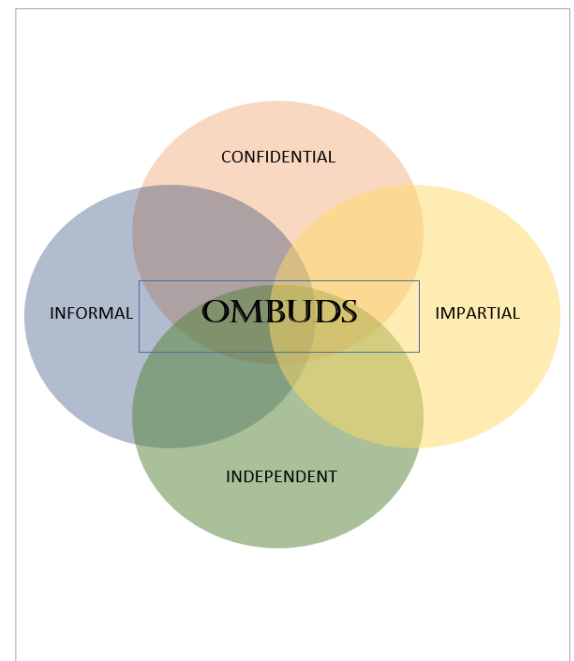 CONFIDENTIAL
INFORMAL
OMBUDS
IMPARTIAL
INDEPENDENT